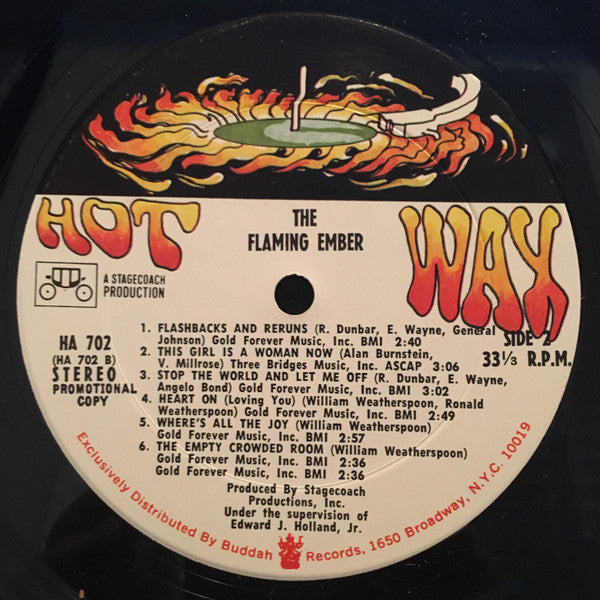 HOT WAX
THE
FLAMING EMBER
A STAGECOACH
PRODUCTION
HA 702
(HA 702 B)
STEREO
PROMOTIONAL
COPY
SIDE 2
33⅓ R.P.M.
1. FLASHBACKS AND RERUNS (R. Dunbar, E. Wayne, General
Johnson) Gold Forever Music, Inc. BMI 2:40
2. THIS GIRL IS A WOMAN NOW (Alan Burnstein,
V. Millrose) Three Bridges Music, Inc. ASCAP 3:06
3. STOP THE WORLD AND LET ME OFF (R. Dunbar, E. Wayne,
Angelo Bond) Gold Forever Music, Inc. BMI 3:02
4. HEART ON (Loving You) (William Weatherspoon, Ronald
Weatherspoon) Gold Forever Music, Inc. BMI 2:49
5. WHERE'S ALL THE JOY (William Weatherspoon)
Gold Forever Music, Inc. BMI 2:57
6. THE EMPTY CROWDED ROOM (William Weatherspoon)
Gold Forever Music, Inc. BMI 2:36
Gold Forever Music, Inc. BMI 2:36
Produced By Stagecoach
Productions, Inc.
Under the supervision of
Edward J. Holland, Jr.
Exclusively Distributed By Buddah Records, 1650 Broadway, N.Y.C. 10019